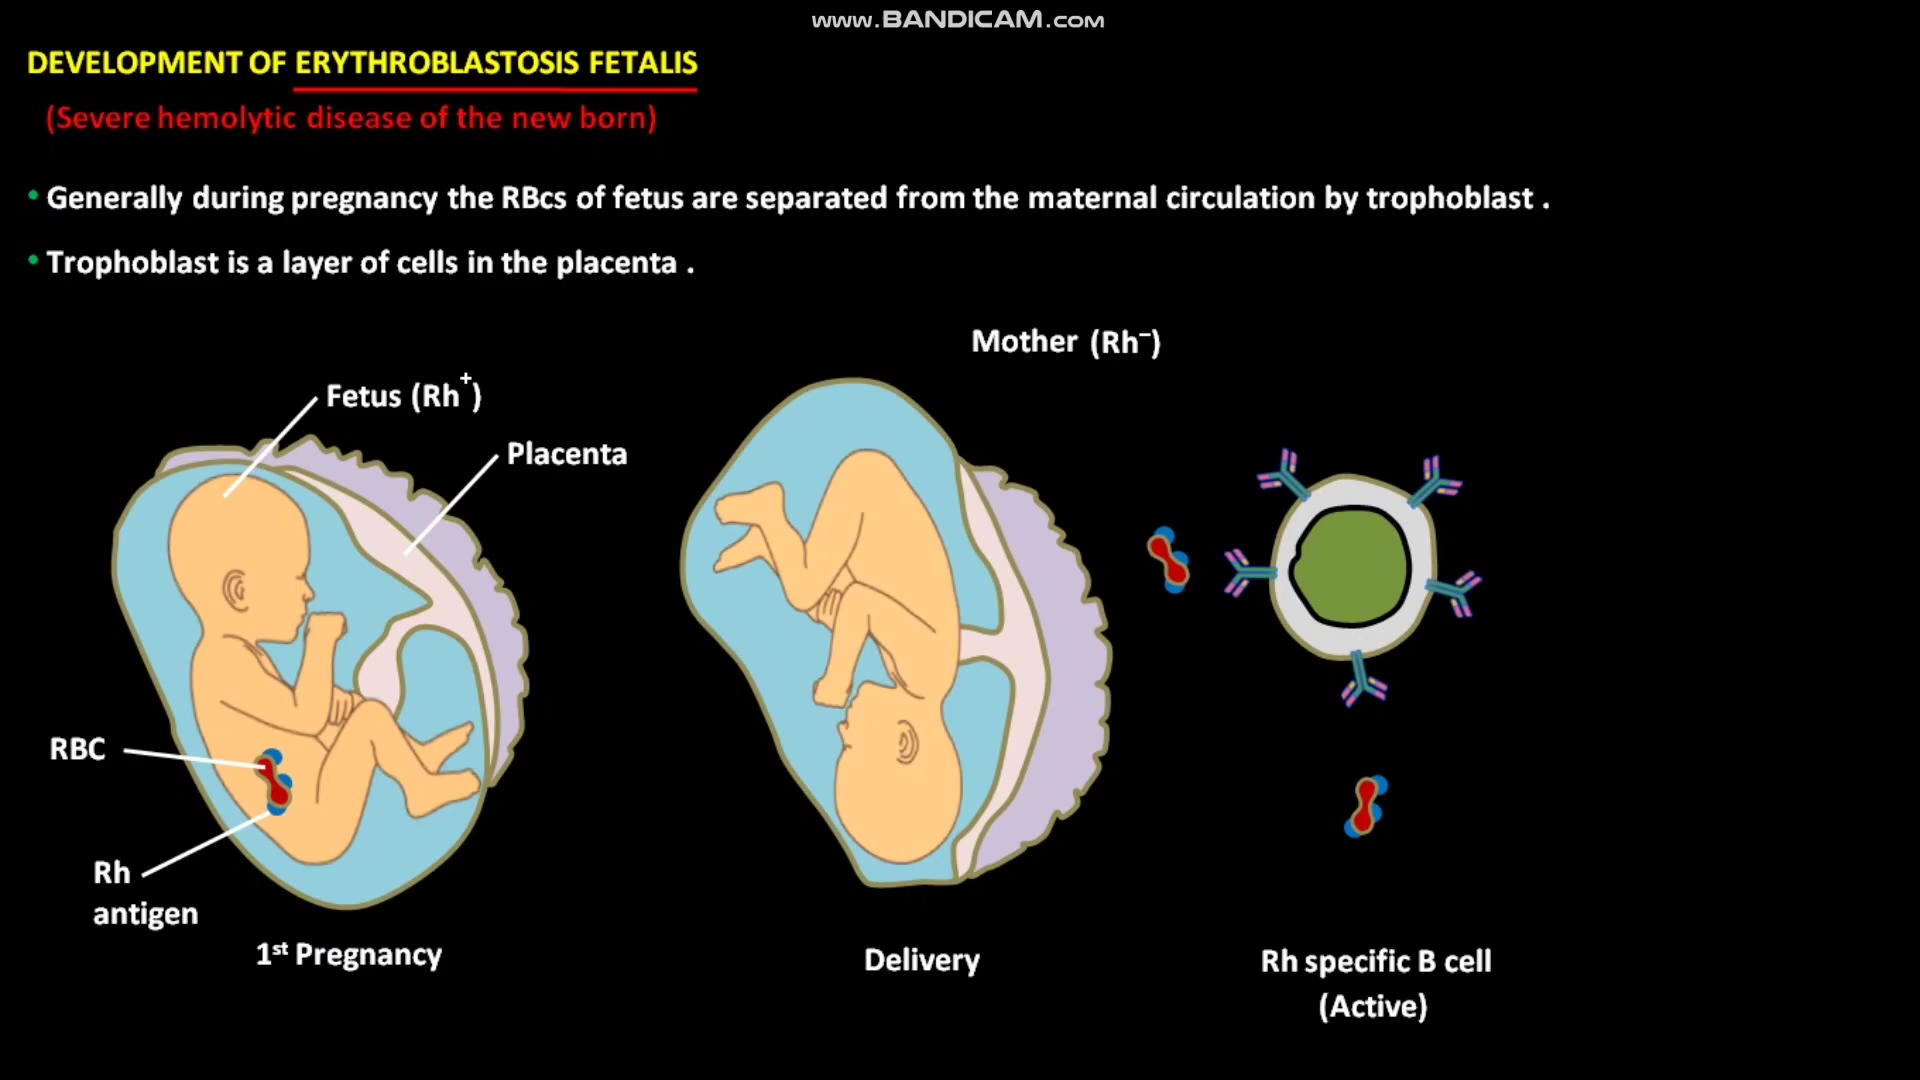 www.BANDICAM.com
DEVELOPMENT OF ERYTHROBLASTOSIS FETALIS
(Severe hemolytic disease of the new born)
• Generally during pregnancy the RBcs of fetus are separated from the maternal circulation by trophoblast .
• Trophoblast is a layer of cells in the placenta .
Mother (Rh⁻)
Fetus (Rh⁺)
Placenta
RBC
Rh
antigen
1st Pregnancy
Delivery
Rh specific B cell
(Active)